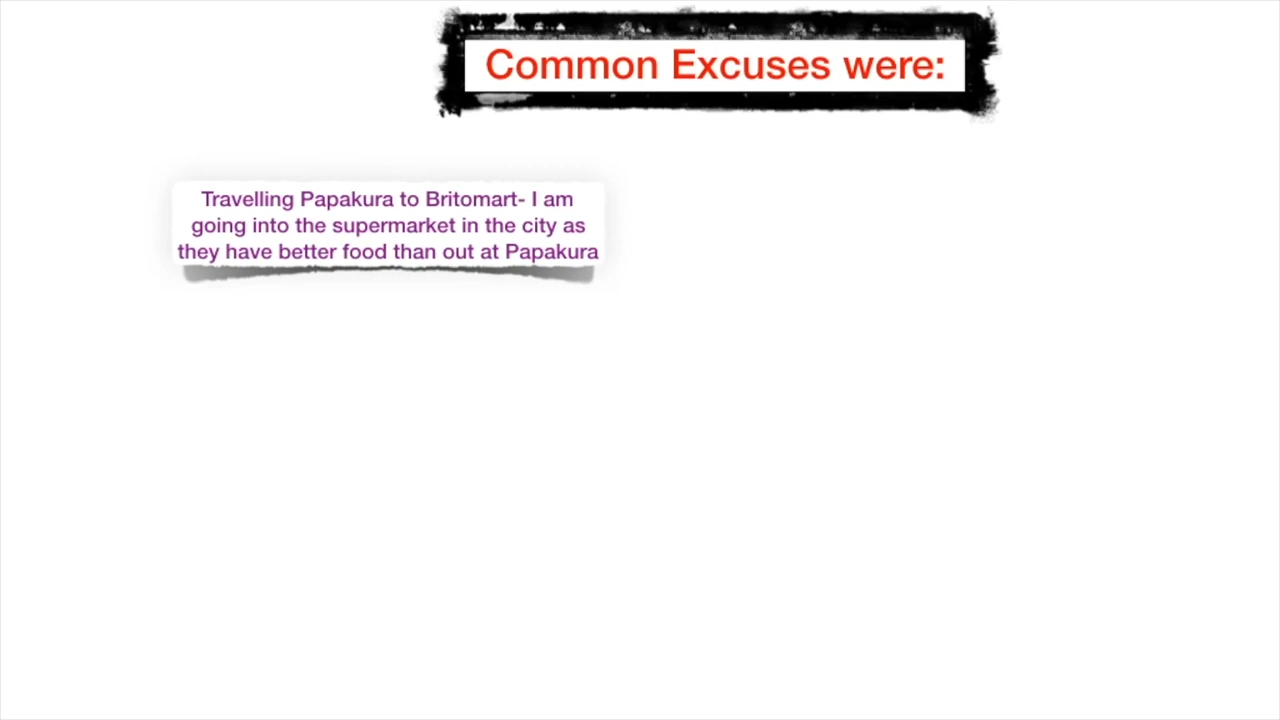 Common Excuses were:
Travelling Papakura to Britomart- I am
going into the supermarket in the city as
they have better food than out at Papakura